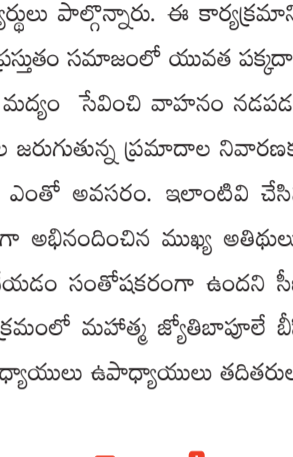 ర్థులు పాల్గొన్నారు. ఈ కార్యక్రమాని
ప్రస్తుతం సమాజంలో యువత పక్కదా
మద్యం సేవించి వాహనం నడపడ
ల జరుగుతున్న ప్రమాదాల నివారణక
ఎంతో అవసరం. ఇలాంటివి చేసి
గా అభినందించిన ముఖ్య అతిథులు
యడం సంతోషకరంగా ఉందని సీ
క్రమంలో మహాత్మ జ్యోతిబాపూలే బీ
ధ్యాయులు ఉపాధ్యాయులు తదితరుల